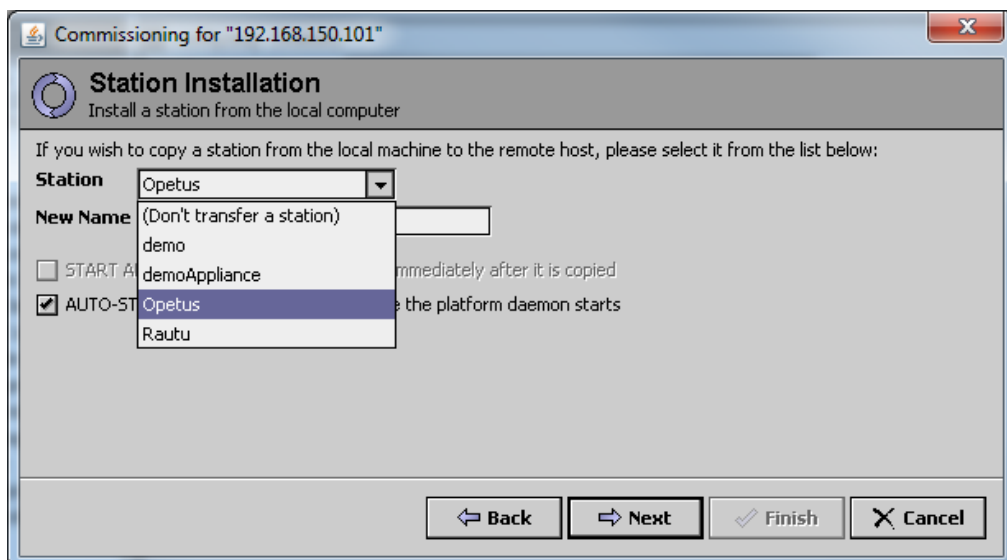 Commissioning for "192.168.150.101"
Station Installation
Install a station from the local computer
If you wish to copy a station from the local machine to the remote host, please select it from the list below:
Station Opetus
New Name (Don't transfer a station)
demo
START A demoAppliance mmediately after it is copied
AUTO-ST Opetus e the platform daemon starts
Rautu
Back Next Finish Cancel